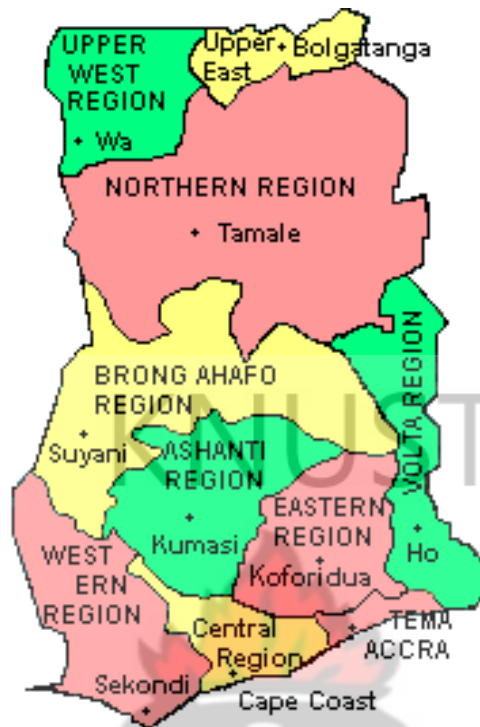 UPPER
WEST
REGION
Wa
Upper
East
Bolgatanga
NORTHERN REGION
Tamale
BRONG AHAFO
REGION
Suyani
VOLTA REGION
KNUST
ASHANTI
REGION
Kumasi
EASTERN
REGION
Koforidua
Ho
WEST
ERN
REGION
Sekondi
Central
Region
Cape Coast
TEMA
ACCRA